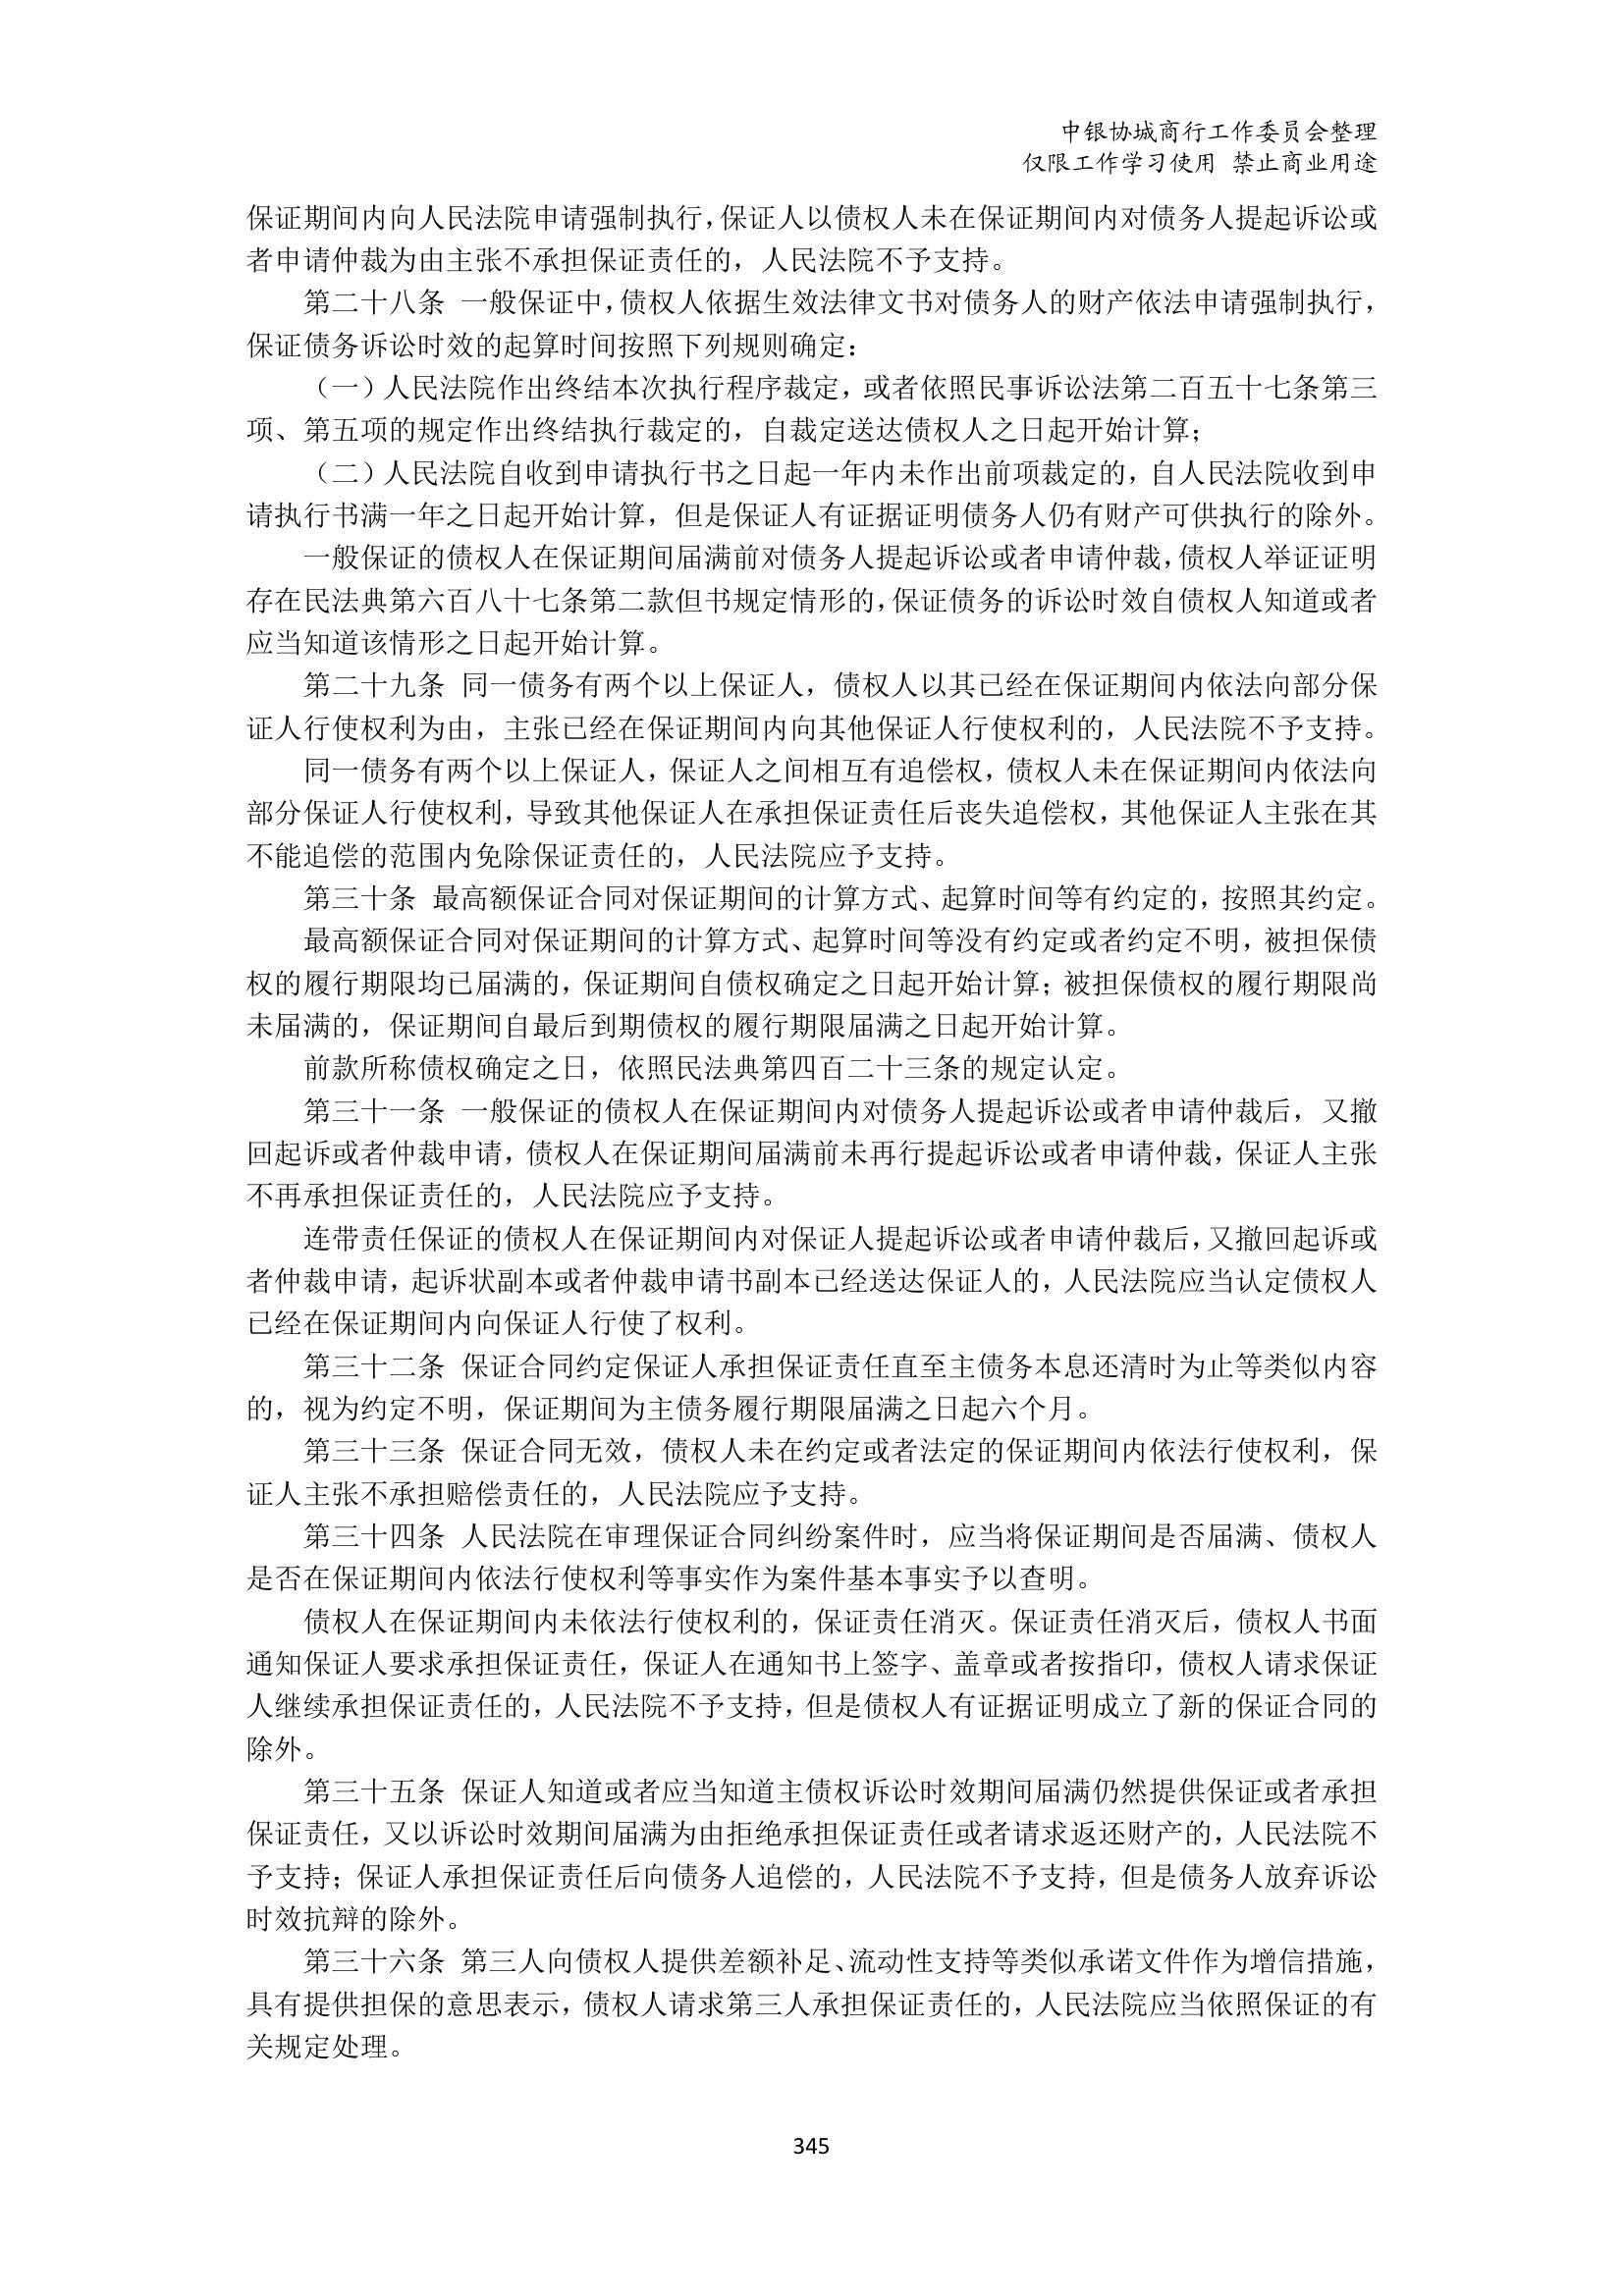 中银协城商行工作委员会整理
仅限工作学习使用 禁止商业用途
保证期间内向人民法院申请强制执行，保证人以债权人未在保证期间内对债务人提起诉讼或
者申请仲裁为由主张不承担保证责任的，人民法院不予支持。
第二十八条 一般保证中，债权人依据生效法律文书对债务人的财产依法申请强制执行，
保证债务诉讼时效的起算时间按照下列规则确定：
（一）人民法院作出终结本次执行程序裁定，或者依照民事诉讼法第二百五十七条第三
项、第五项的规定作出终结执行裁定的，自裁定送达债权人之日起开始计算；
（二）人民法院自收到申请执行书之日起一年内未作出前项裁定的，自人民法院收到申
请执行书满一年之日起开始计算，但是保证人有证据证明债务人仍有财产可供执行的除外。
一般保证的债权人在保证期间届满前对债务人提起诉讼或者申请仲裁，债权人举证证明
存在民法典第六百八十七条第二款但书规定情形的，保证债务的诉讼时效自债权人知道或者
应当知道该情形之日起开始计算。
第二十九条 同一债务有两个以上保证人，债权人以其已经在保证期间内依法向部分保
证人行使权利为由，主张已经在保证期间内向其他保证人行使权利的，人民法院不予支持。
同一债务有两个以上保证人，保证人之间相互有追偿权，债权人未在保证期间内依法向
部分保证人行使权利，导致其他保证人在承担保证责任后丧失追偿权，其他保证人主张在其
不能追偿的范围内免除保证责任的，人民法院应予支持。
第三十条 最高额保证合同对保证期间的计算方式、起算时间等有约定的，按照其约定。
最高额保证合同对保证期间的计算方式、起算时间等没有约定或者约定不明，被担保债
权的履行期限均已届满的，保证期间自债权确定之日起开始计算；被担保债权的履行期限尚
未届满的，保证期间自最后到期债权的履行期限届满之日起开始计算。
前款所称债权确定之日，依照民法典第四百二十三条的规定认定。
第三十一条 一般保证的债权人在保证期间内对债务人提起诉讼或者申请仲裁后，又撤
回起诉或者仲裁申请，债权人在保证期间届满前未再行提起诉讼或者申请仲裁，保证人主张
不再承担保证责任的，人民法院应予支持。
连带责任保证的债权人在保证期间内对保证人提起诉讼或者申请仲裁后，又撤回起诉或
者仲裁申请，起诉状副本或者仲裁申请书副本已经送达保证人的，人民法院应当认定债权人
已经在保证期间内向保证人行使了权利。
第三十二条 保证合同约定保证人承担保证责任直至主债务本息还清时为止等类似内容
的，视为约定不明，保证期间为主债务履行期限届满之日起六个月。
第三十三条 保证合同无效，债权人未在约定或者法定的保证期间内依法行使权利，保
证人主张不承担赔偿责任的，人民法院应予支持。
第三十四条 人民法院在审理保证合同纠纷案件时，应当将保证期间是否届满、债权人
是否在保证期间内依法行使权利等事实作为案件基本事实予以查明。
债权人在保证期间内未依法行使权利的，保证责任消灭。保证责任消灭后，债权人书面
通知保证人要求承担保证责任，保证人在通知书上签字、盖章或者按指印，债权人请求保证
人继续承担保证责任的，人民法院不予支持，但是债权人有证据证明成立了新的保证合同的
除外。
第三十五条 保证人知道或者应当知道主债权诉讼时效期间届满仍然提供保证或者承担
保证责任，又以诉讼时效期间届满为由拒绝承担保证责任或者请求返还财产的，人民法院不
予支持；保证人承担保证责任后向债务人追偿的，人民法院不予支持，但是债务人放弃诉讼
时效抗辩的除外。
第三十六条 第三人向债权人提供差额补足、流动性支持等类似承诺文件作为增信措施，
具有提供担保的意思表示，债权人请求第三人承担保证责任的，人民法院应当依照保证的有
关规定处理。
345